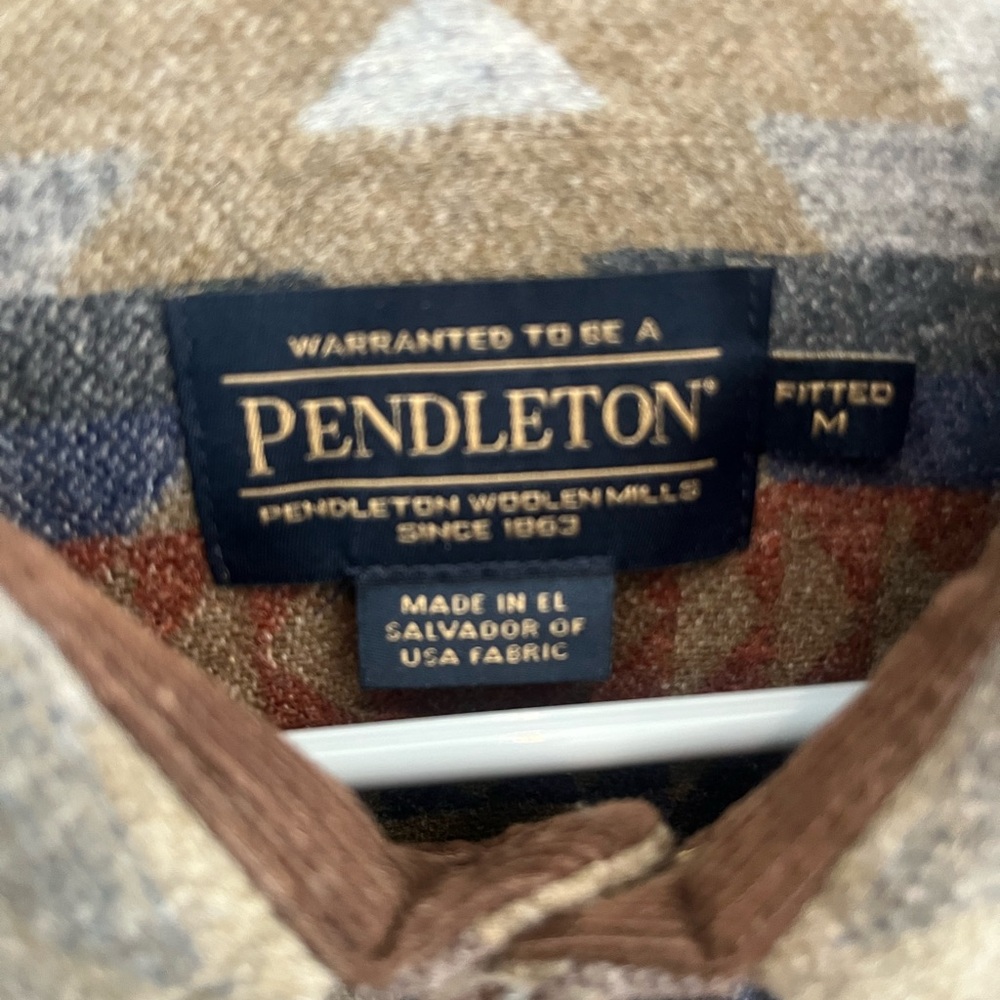 WARRANTED TO BE A
PENDLETON®
PENDLETON WOOLEN MILLS
SINCE 1863
FITTED
M
MADE IN EL
SALVADOR OF
USA FABRIC